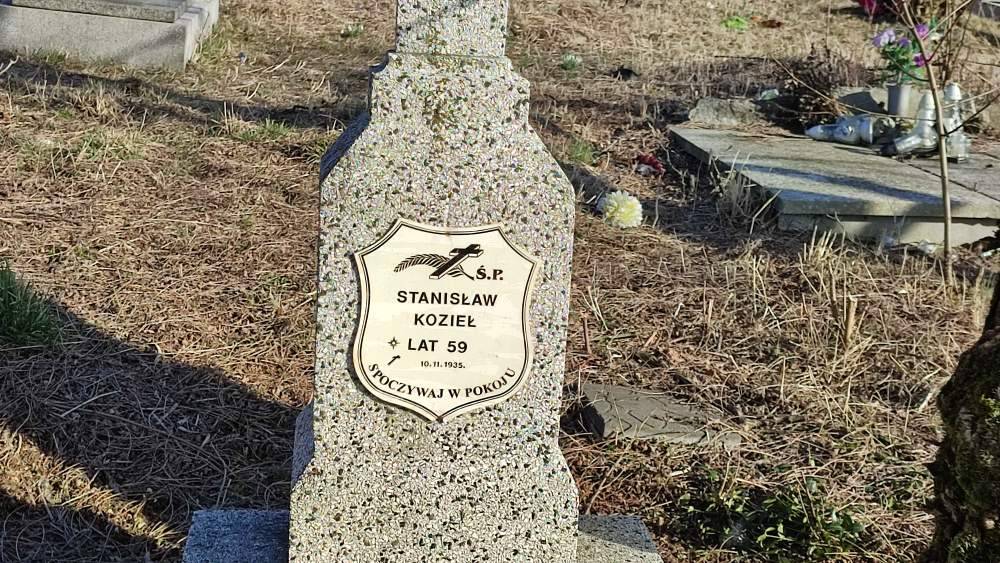 Ś.P.
STANISŁAW
KOZIEŁ
LAT 59
10.11.1935.
SPOCZYWAJ W POKOJU